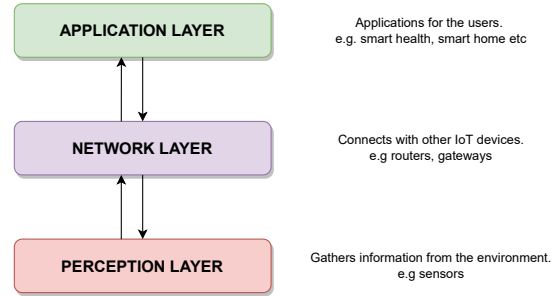 APPLICATION LAYER
Applications for the users.
e.g. smart health, smart home etc
NETWORK LAYER
Connects with other IoT devices.
e.g routers, gateways
PERCEPTION LAYER
Gathers information from the environment.
e.g sensors